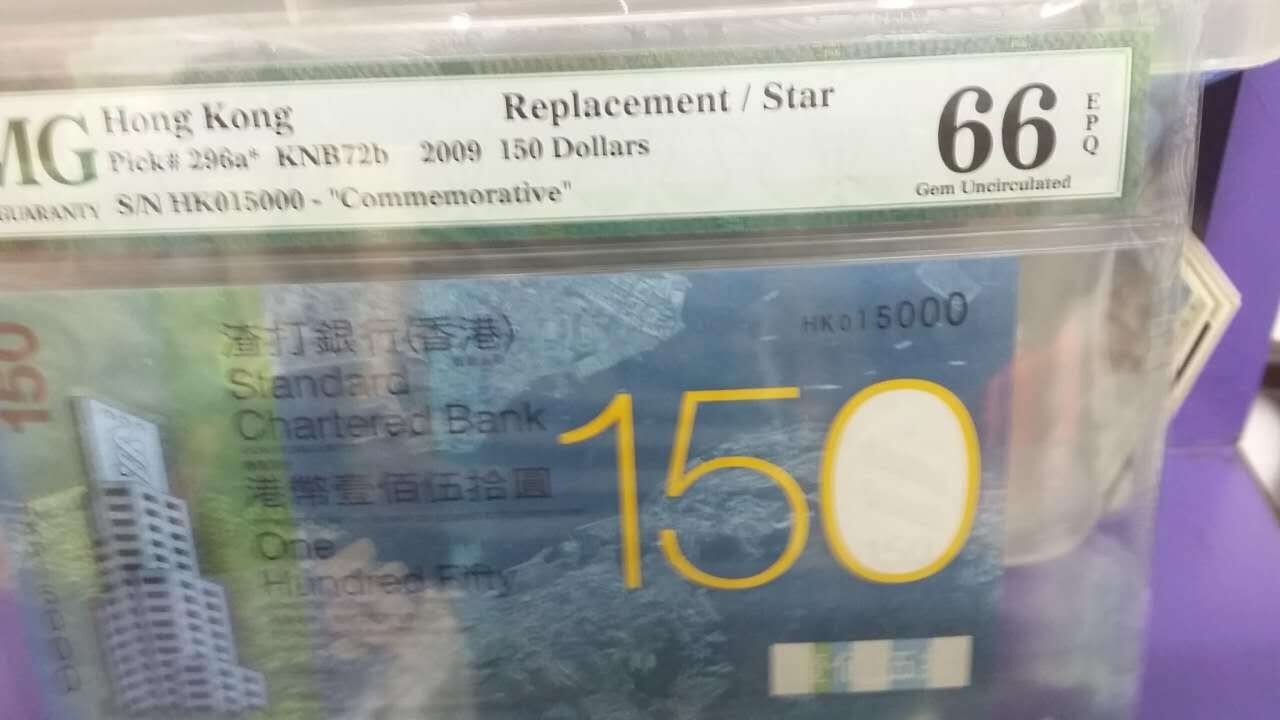 MG
Hong Kong
Replacement / Star
Pick# 296a* KNB72b 2009 150 Dollars
GUARANTY S/N HK015000 - "Commemorative"
66
EPQ
Gem Uncirculated
150
HK015000
渣打銀行(香港)
Standard
Chartered Bank
150
港幣壹佰伍拾圓
One
Hundred Fifty